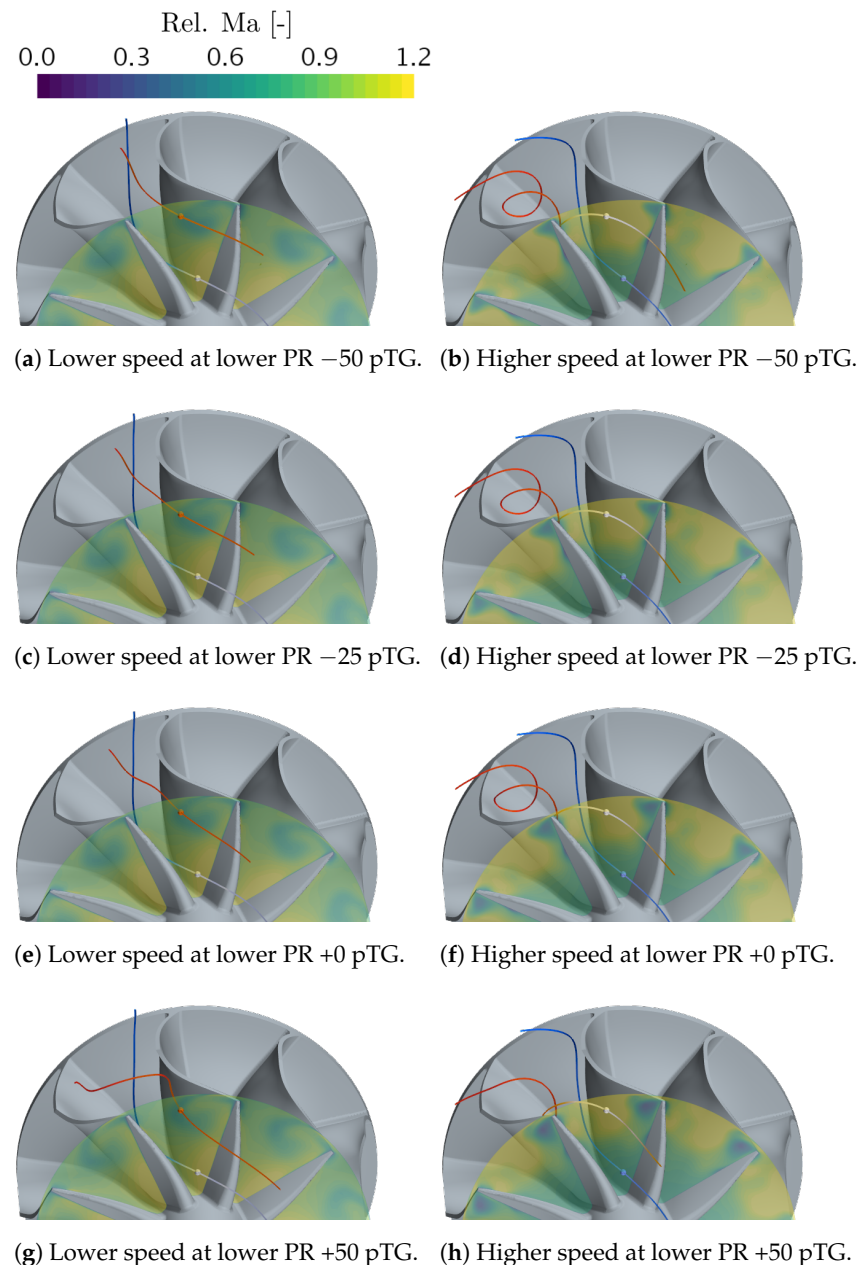 Rel. Ma [-]
0.0 0.3 0.6 0.9 1.2
(a) Lower speed at lower PR −50 pTG. (b) Higher speed at lower PR −50 pTG.
(c) Lower speed at lower PR −25 pTG. (d) Higher speed at lower PR −25 pTG.
(e) Lower speed at lower PR +0 pTG. (f) Higher speed at lower PR +0 pTG.
(g) Lower speed at lower PR +50 pTG. (h) Higher speed at lower PR +50 pTG.